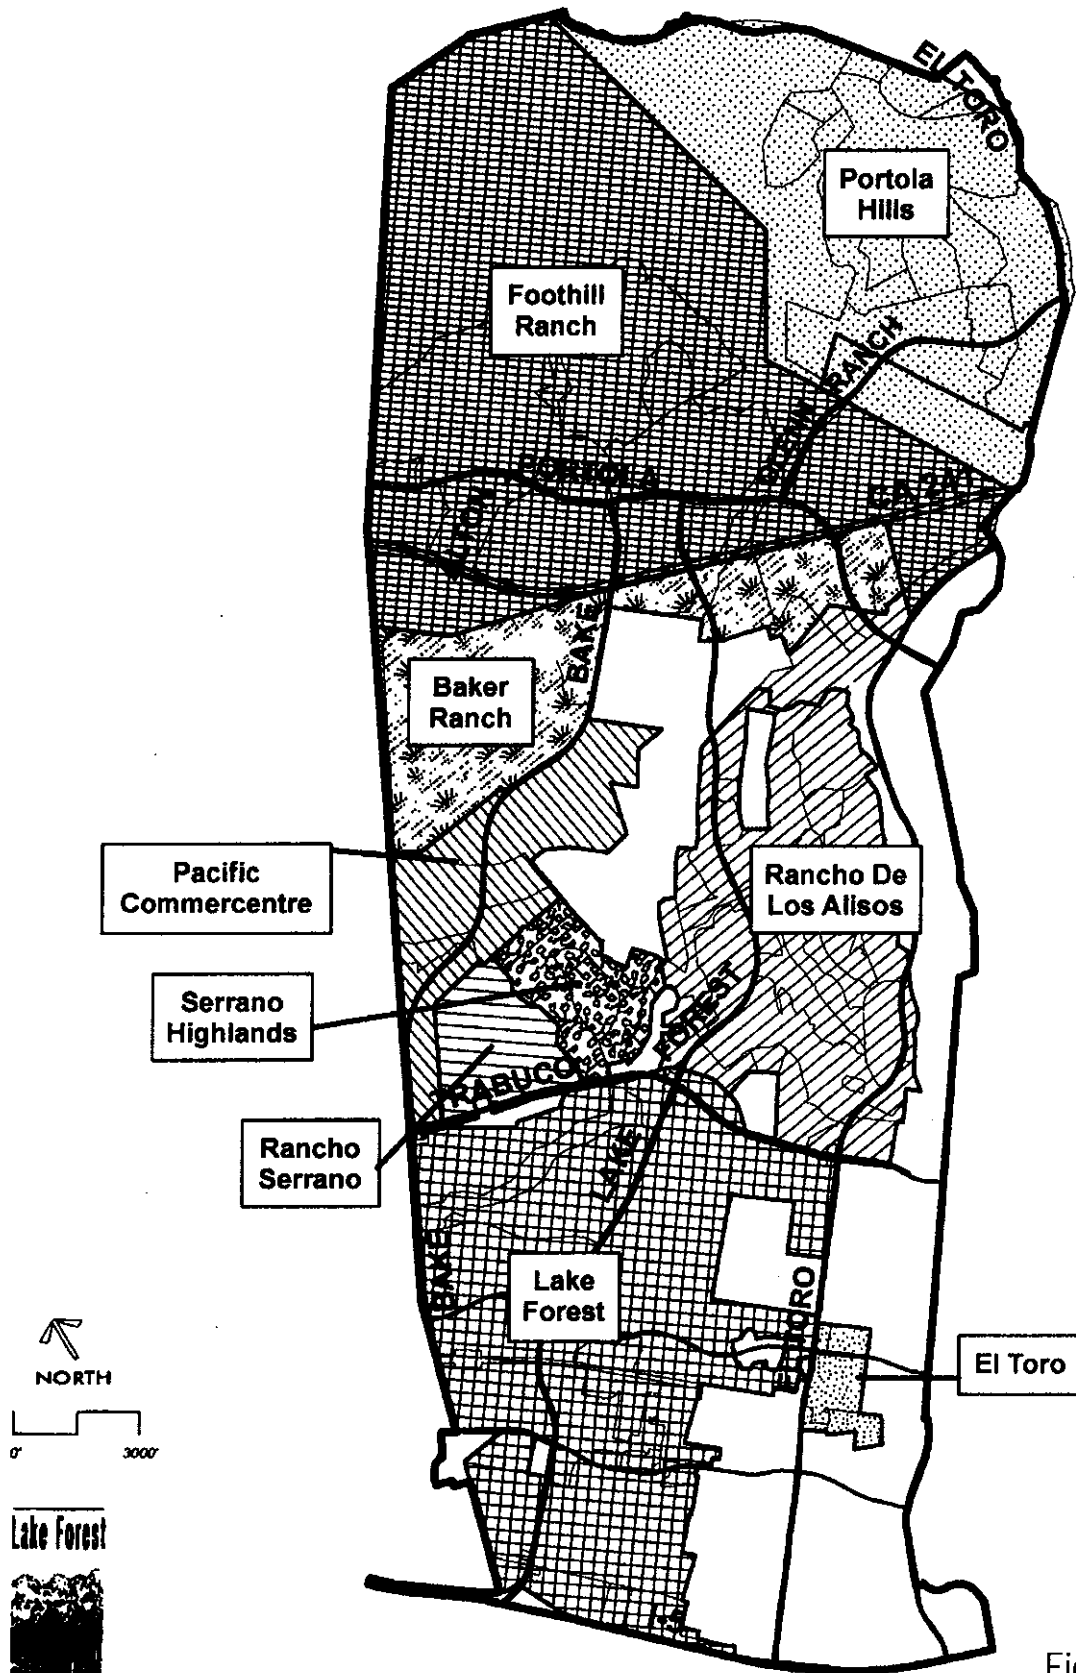 EL TORO
Portola
Hills
Foothill
Ranch
GLENN RANCH
PORTOLA
CA 241
ALTON
BAKE
Baker
Ranch
Pacific
Commercentre
Rancho De
Los Alisos
Serrano
Highlands
LAKE FOREST
TRABUCO
Rancho
Serrano
BAKE
Lake
Forest
EL TORO
El Toro
NORTH
0' 3000'
Lake Forest